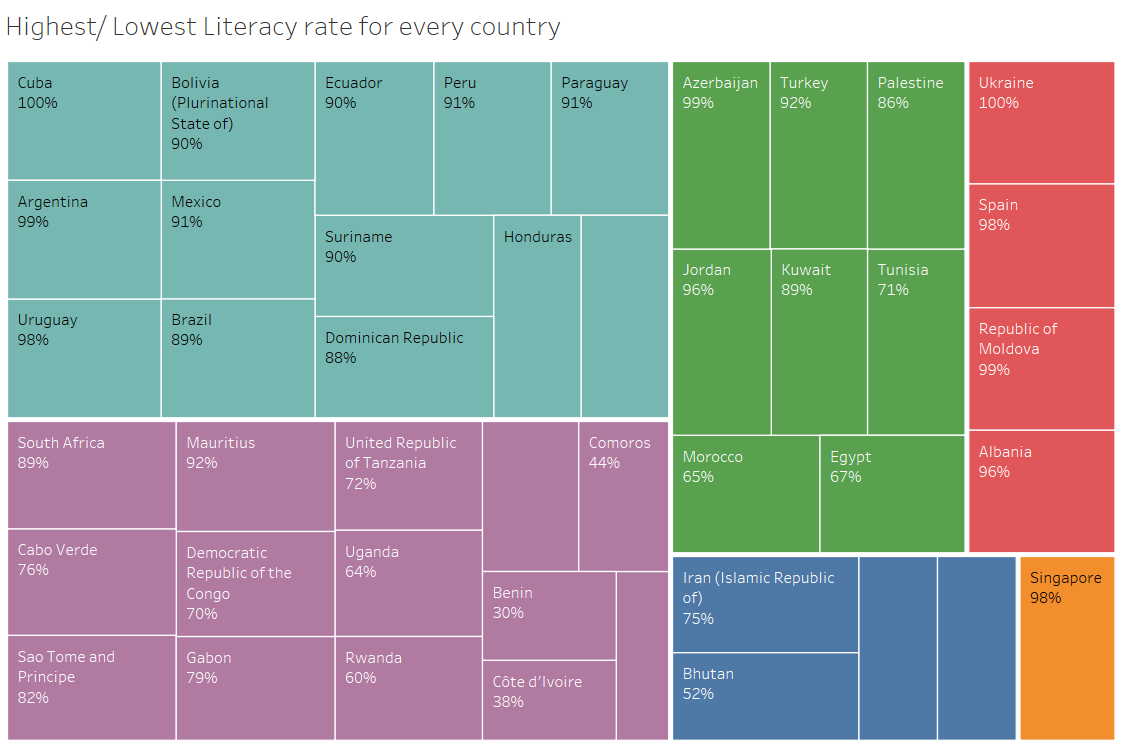 Highest/ Lowest Literacy rate for every country
Cuba
100%
Bolivia
(Plurinational
State of)
90%
Ecuador
90%
Peru
91%
Paraguay
91%
Argentina
99%
Mexico
91%
Suriname
90%
Honduras
Uruguay
98%
Brazil
89%
Dominican Republic
88%
Azerbaijan
99%
Turkey
92%
Palestine
86%
Jordan
96%
Kuwait
89%
Tunisia
71%
Morocco
65%
Egypt
67%
Ukraine
100%
Spain
98%
Republic of
Moldova
99%
Albania
96%
South Africa
89%
Mauritius
92%
United Republic
of Tanzania
72%
Comoros
44%
Cabo Verde
76%
Democratic
Republic of the
Congo
70%
Uganda
64%
Benin
30%
Sao Tome and
Principe
82%
Gabon
79%
Rwanda
60%
Côte d’Ivoire
38%
Iran (Islamic Republic
of)
75%
Bhutan
52%
Singapore
98%